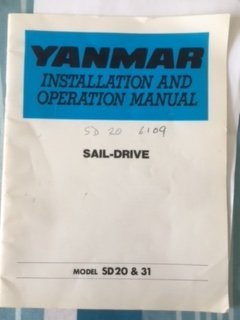 YANMAR
INSTALLATION AND
OPERATION MANUAL
SD 20 6109
SAIL-DRIVE
MODEL SD20 & 31